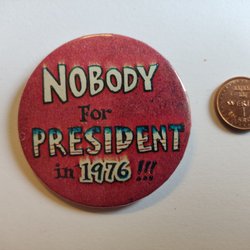 NOBODY
For
PRESIDENT
in 1976 !!!